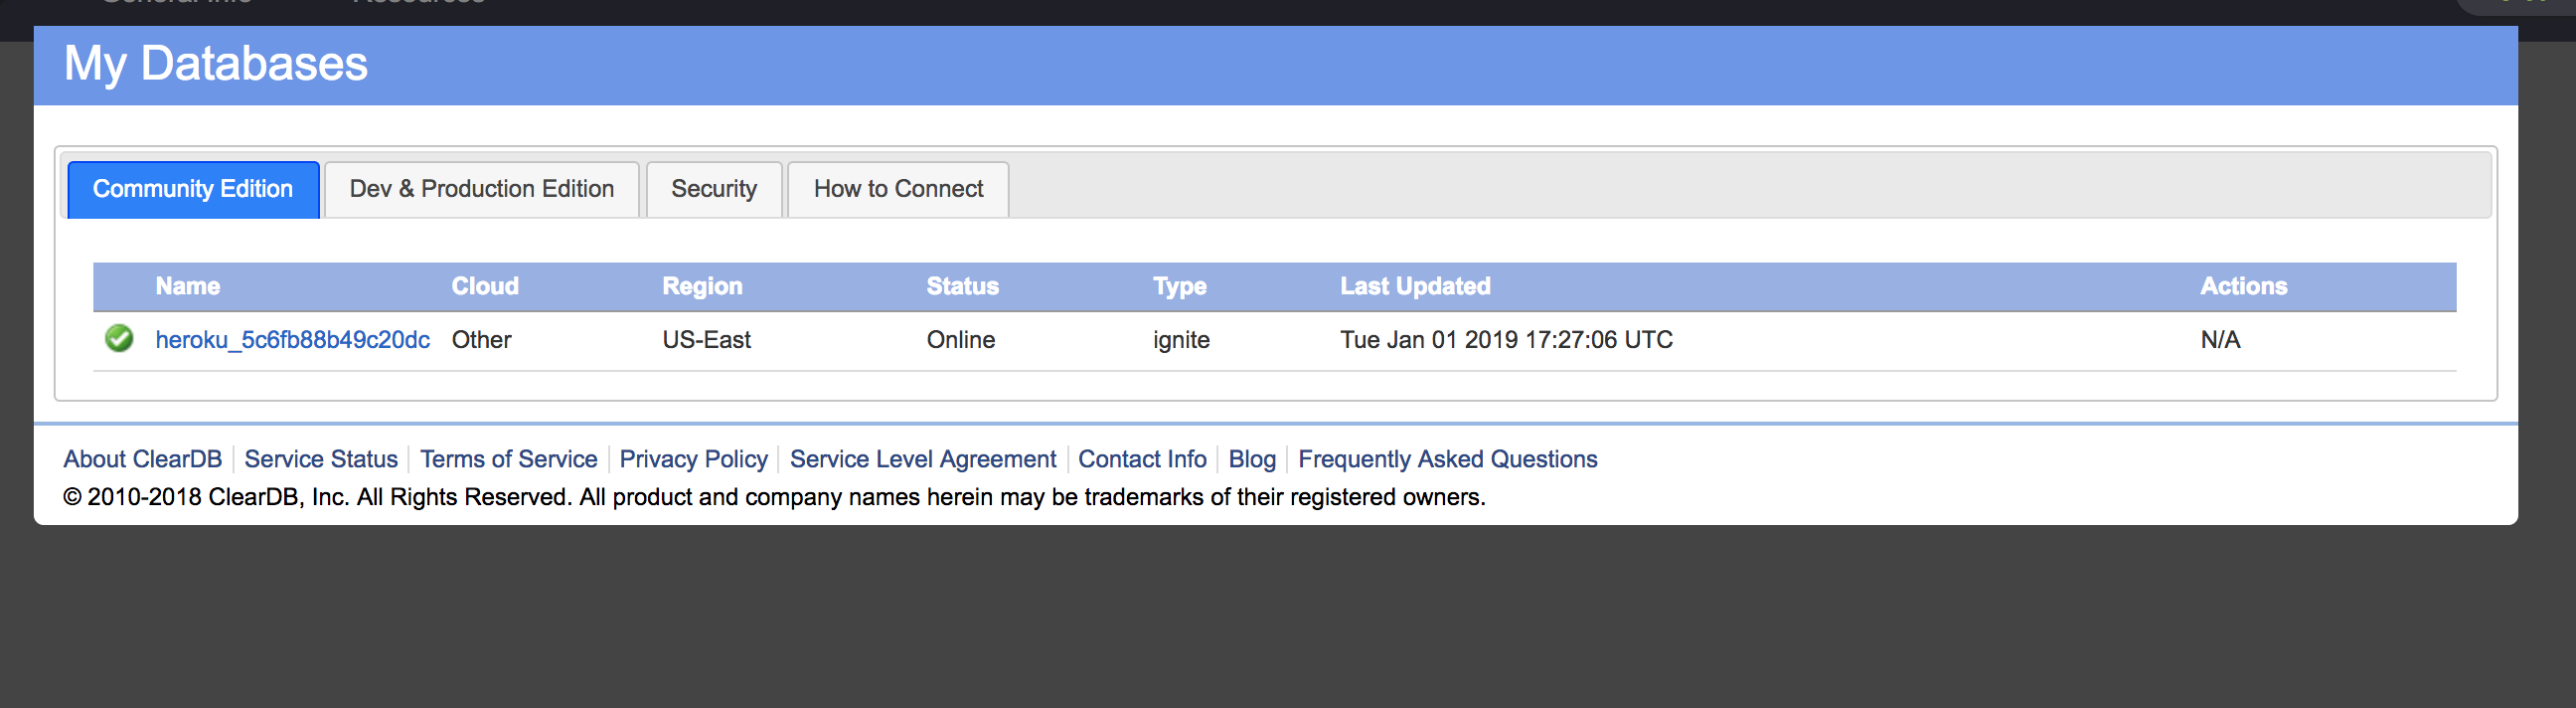 General Info Resources
My Databases
Community Edition Dev & Production Edition Security How to Connect
Name Cloud Region Status Type Last Updated Actions
heroku_5c6fb88b49c20dc Other US-East Online ignite Tue Jan 01 2019 17:27:06 UTC N/A
About ClearDB Service Status Terms of Service Privacy Policy Service Level Agreement Contact Info Blog Frequently Asked Questions
© 2010-2018 ClearDB, Inc. All Rights Reserved. All product and company names herein may be trademarks of their registered owners.